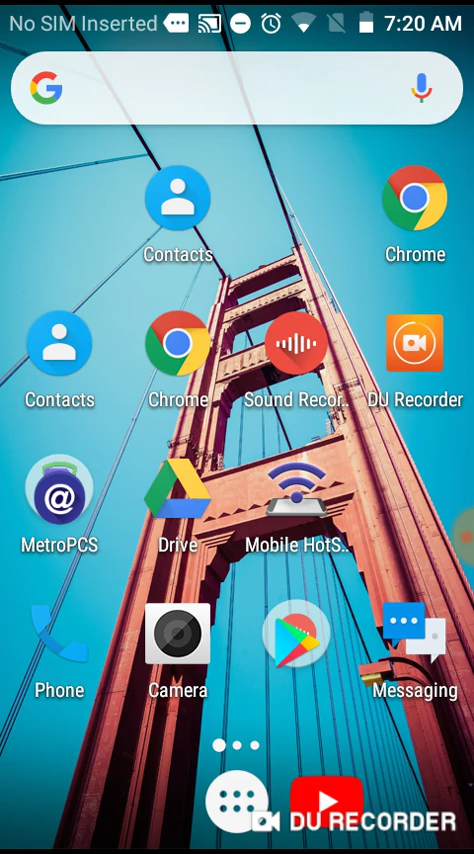 No SIM Inserted 7:20 AM
Contacts Chrome
Contacts Chrome Sound Recor.. DU Recorder
MetroPCS Drive Mobile HotS..
Phone Camera Messaging
DU RECORDER